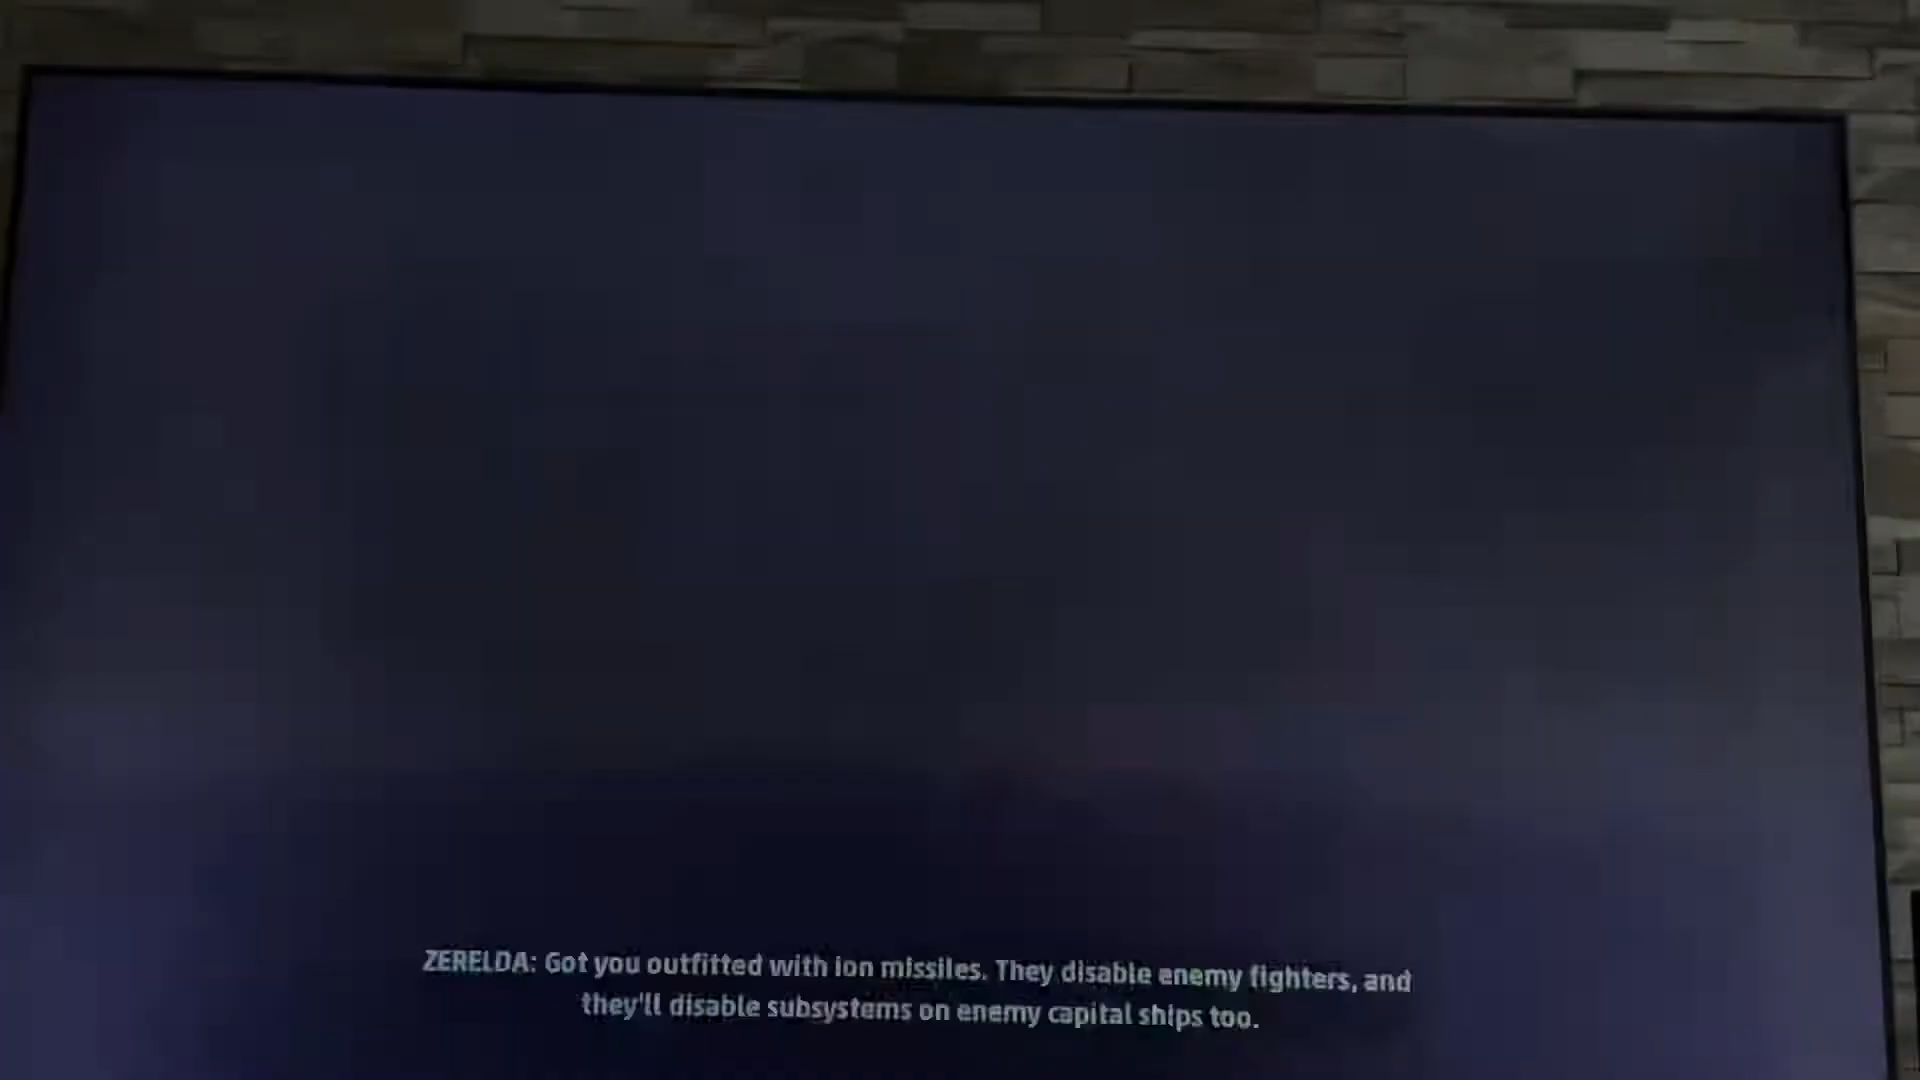 ZERELDA: Got you outfitted with ion missiles. They disable enemy fighters, and
they'll disable subsystems on enemy capital ships too.